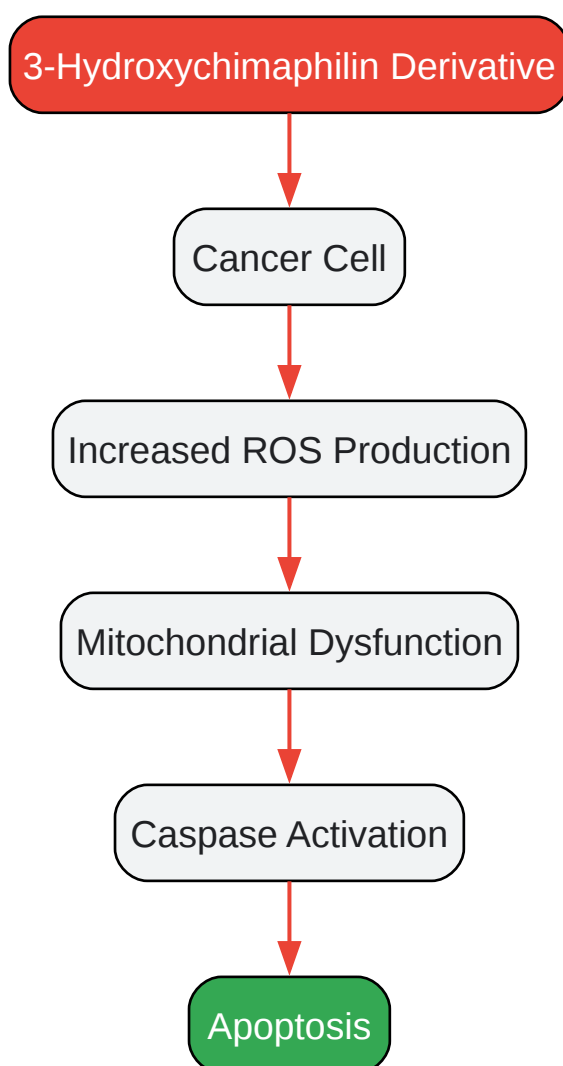 3-Hydroxychimaphilin Derivative
Cancer Cell
Increased ROS Production
Mitochondrial Dysfunction
Caspase Activation
Apoptosis